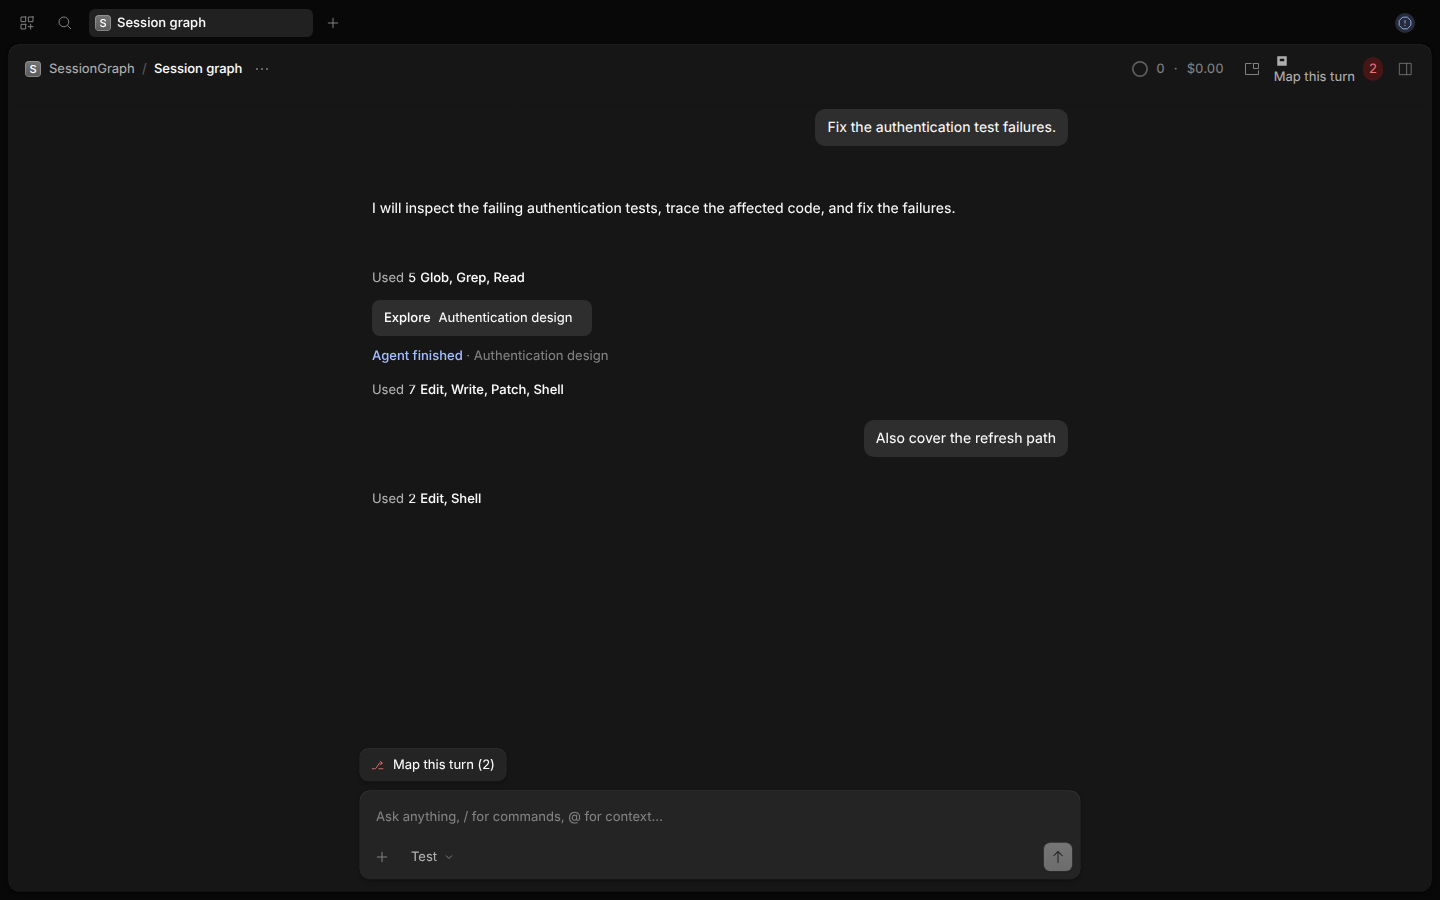 S Session graph
S SessionGraph / Session graph ...
0 · $0.00
Map this turn 2
Fix the authentication test failures.
I will inspect the failing authentication tests, trace the affected code, and fix the failures.
Used 5 Glob, Grep, Read
Explore Authentication design
Agent finished · Authentication design
Used 7 Edit, Write, Patch, Shell
Also cover the refresh path
Used 2 Edit, Shell
Map this turn (2)
Ask anything, / for commands, @ for context...
Test